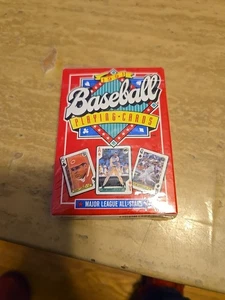 Baseball
PLAYING • CARDS
MAJOR LEAGUE ALL-STARS